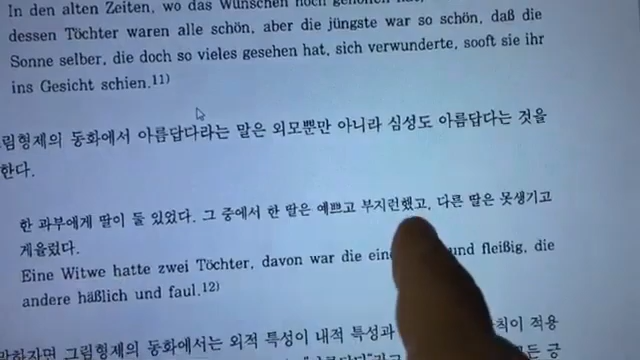 In den alten Zeiten, wo das Wünschen noch geholfen hat,
dessen Töchter waren alle schön, aber die jüngste war so schön, daß die
Sonne selber, die doch so vieles gesehen hat, sich verwunderte, sooft sie ihr
ins Gesicht schien.11)
림형제의 동화에서 아름답다라는 말은 외모뿐만 아니라 심성도 아름답다는 것을
한다.
한 과부에게 딸이 둘 있었다. 그 중에서 한 딸은 예쁘고 부지런했고, 다른 딸은 못생기고
게을렀다.
Eine Witwe hatte zwei Töchter, davon war die und fleißig, die
andere häßlich und faul.12)
말하자면 그림형제의 동화에서는 외적 특성이 내적 특성과 칙이 적용